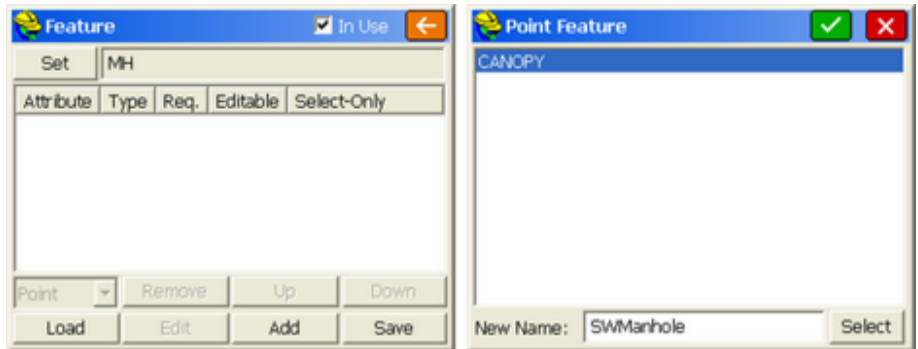 Feature In Use
Set MH
Attribute Type Req. Editable Select-Only
Point Remove Up Down
Load Edit Add Save
Point Feature
CANOPY
New Name: SWManhole Select